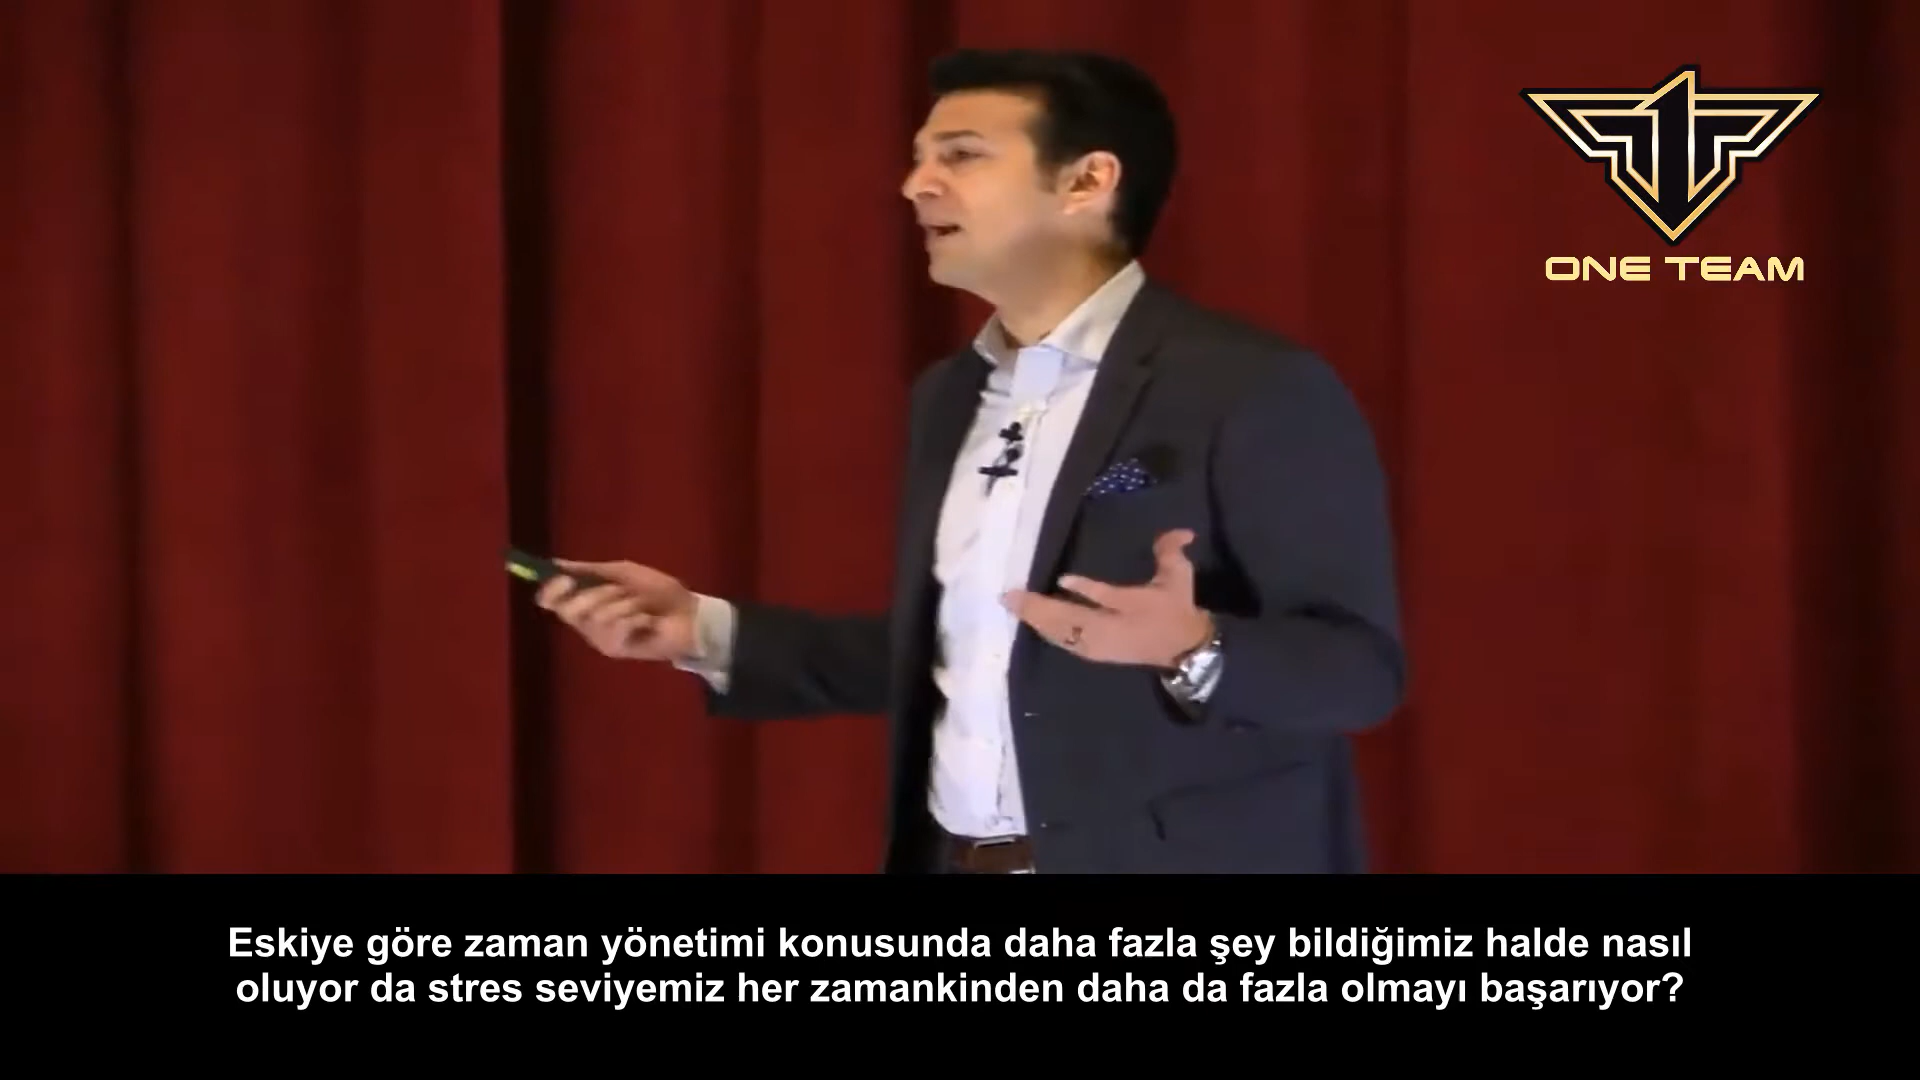 ONE TEAM
Eskiye göre zaman yönetimi konusunda daha fazla şey bildiğimiz halde nasıl
oluyor da stres seviyemiz her zamankinden daha da fazla olmayı başarıyor?